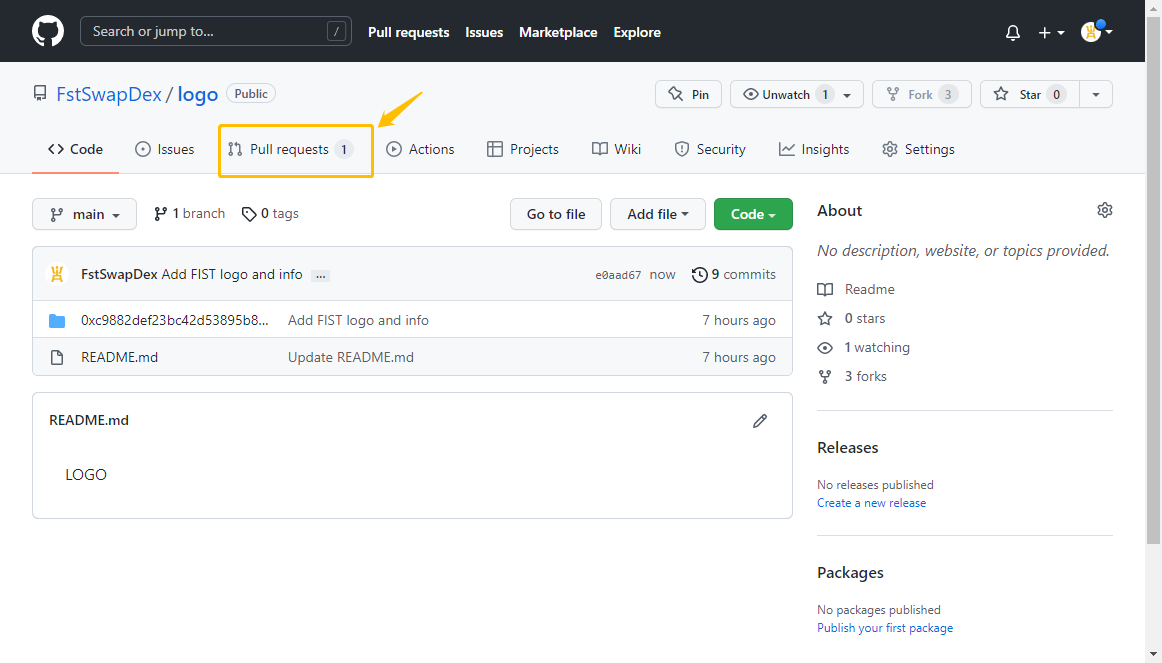 Search or jump to... / Pull requests Issues Marketplace Explore
FstSwapDex / logo Public Pin Unwatch 1 Fork 3 Star 0
Code Issues Pull requests 1 Actions Projects Wiki Security Insights Settings
main 1 branch 0 tags Go to file Add file Code
FstSwapDex Add FIST logo and info ... e0aad67 now 9 commits
0xc9882def23bc42d53895b8... Add FIST logo and info 7 hours ago
README.md Update README.md 7 hours ago
README.md
LOGO
About
No description, website, or topics provided.
Readme
0 stars
1 watching
3 forks
Releases
No releases published
Create a new release
Packages
No packages published
Publish your first package